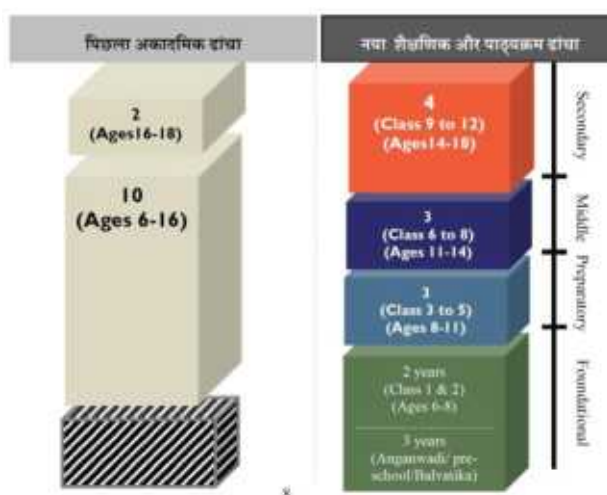 पिछला अकादमिक ढांचा
2
(Ages16-18)
10
(Ages 6-16)
नया शैक्षणिक और पाठ्यक्रम ढांचा
4
(Class 9 to 12)
(Ages14-18)
3
(Class 6 to 8)
(Ages 11-14)
3
(Class 3 to 5)
(Ages 8-11)
2 years
(Class 1 & 2)
(Ages 6-8)
3 years
(Anganwadi/ pre-
school/Balvatika)
Secondary
Middle
Preparatory
Foundational